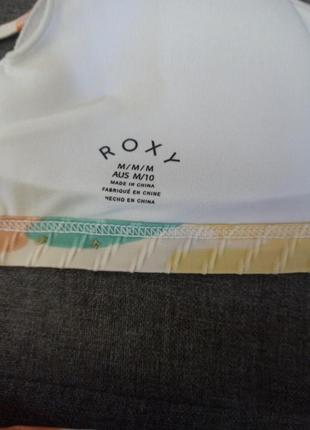 ROXY
M/M/M
AUS M/10
MADE IN CHINA
FABRIQUÉ EN CHINE
HECHO EN CHINA